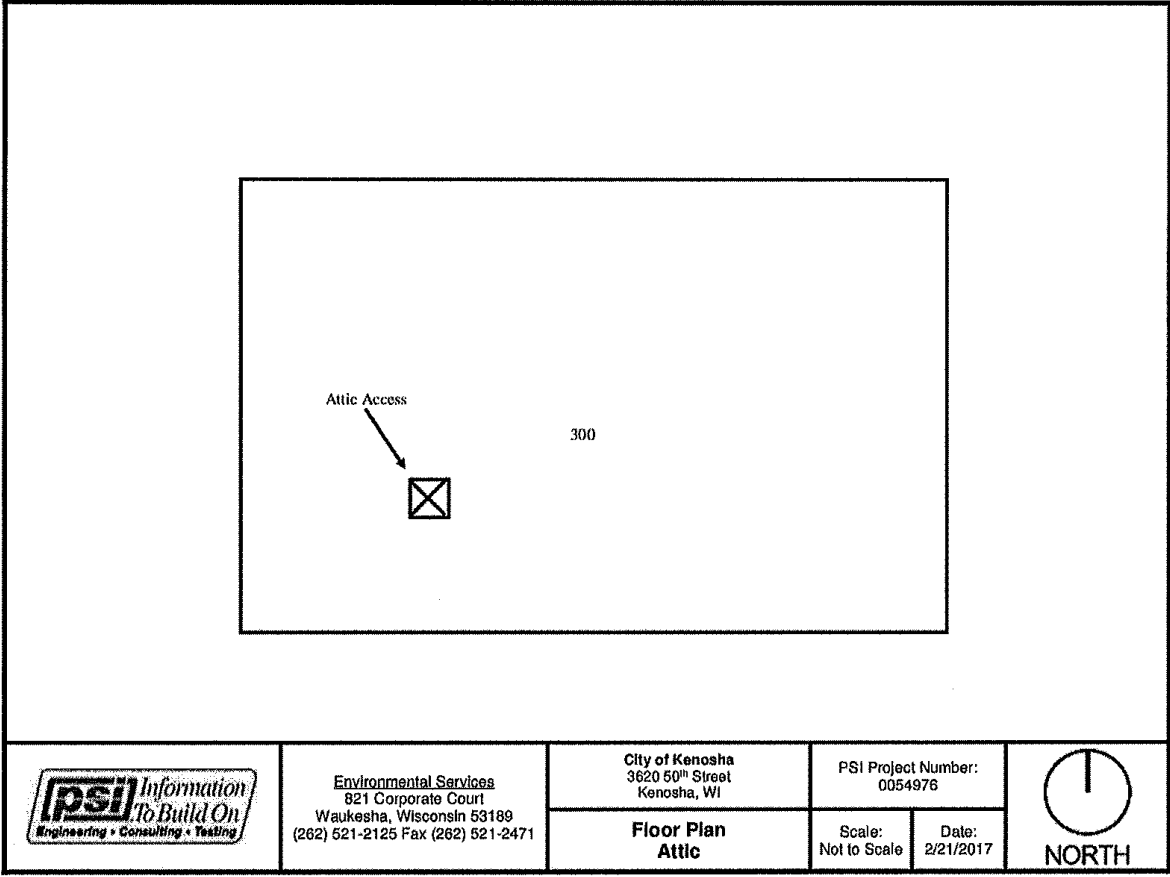 Attic Access
300
psi Information
To Build On
Engineering • Consulting • Testing
Environmental Services
821 Corporate Court
Waukesha, Wisconsin 53189
(262) 521-2125 Fax (262) 521-2471
City of Kenosha
3620 50th Street
Kenosha, WI
Floor Plan
Attic
PSI Project Number:
0054976
Scale:
Not to Scale
Date:
2/21/2017
NORTH